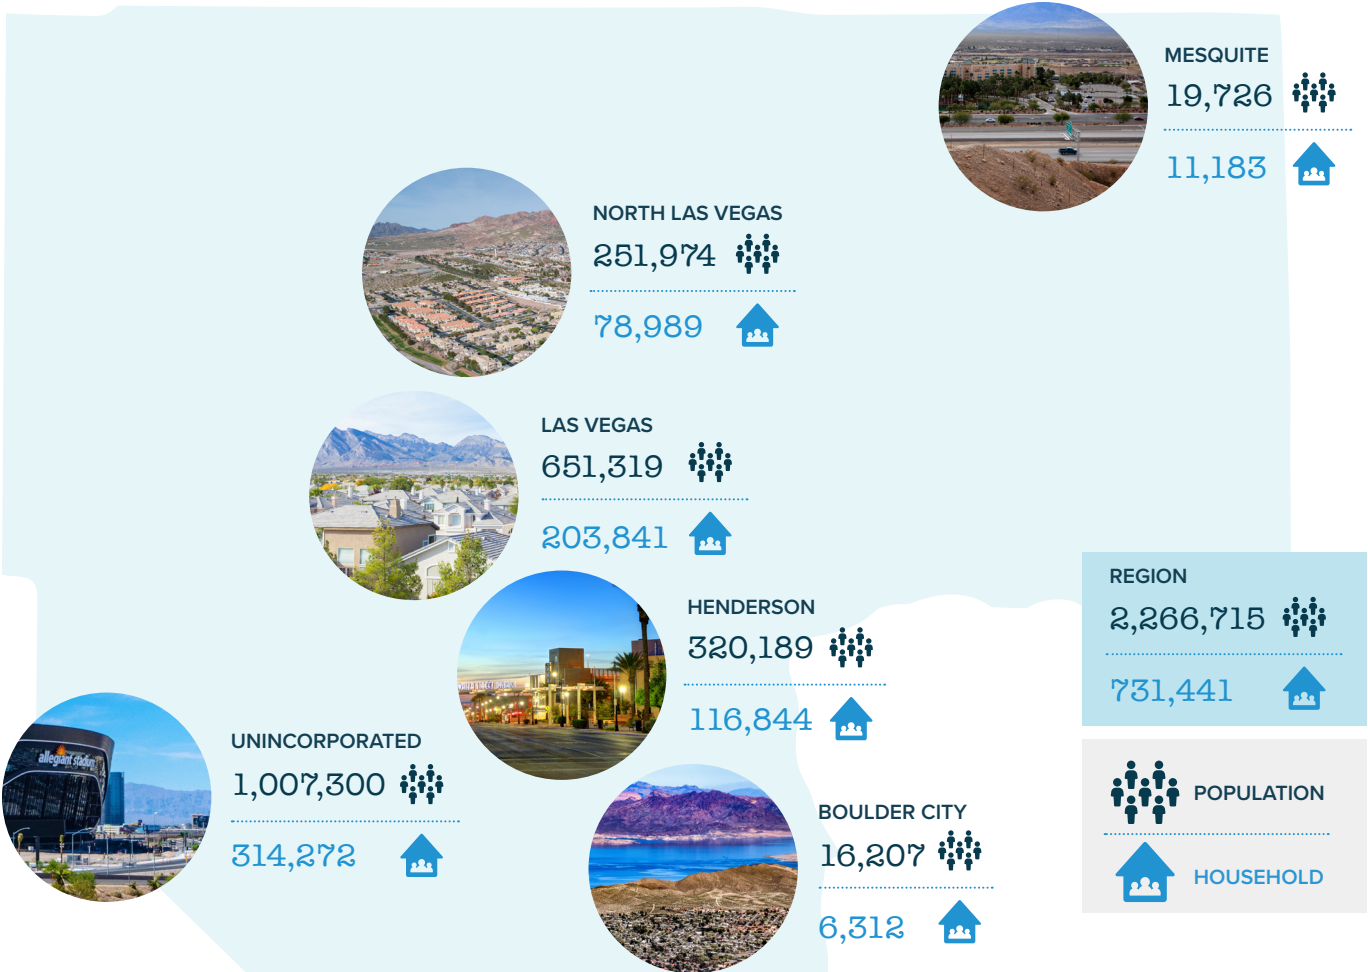 MESQUITE
19,726
11,183
NORTH LAS VEGAS
251,974
78,989
LAS VEGAS
651,319
203,841
HENDERSON
320,189
116,844
REGION
2,266,715
731,441
allegiant stadium
UNINCORPORATED
1,007,300
314,272
BOULDER CITY
16,207
6,312
POPULATION
HOUSEHOLD